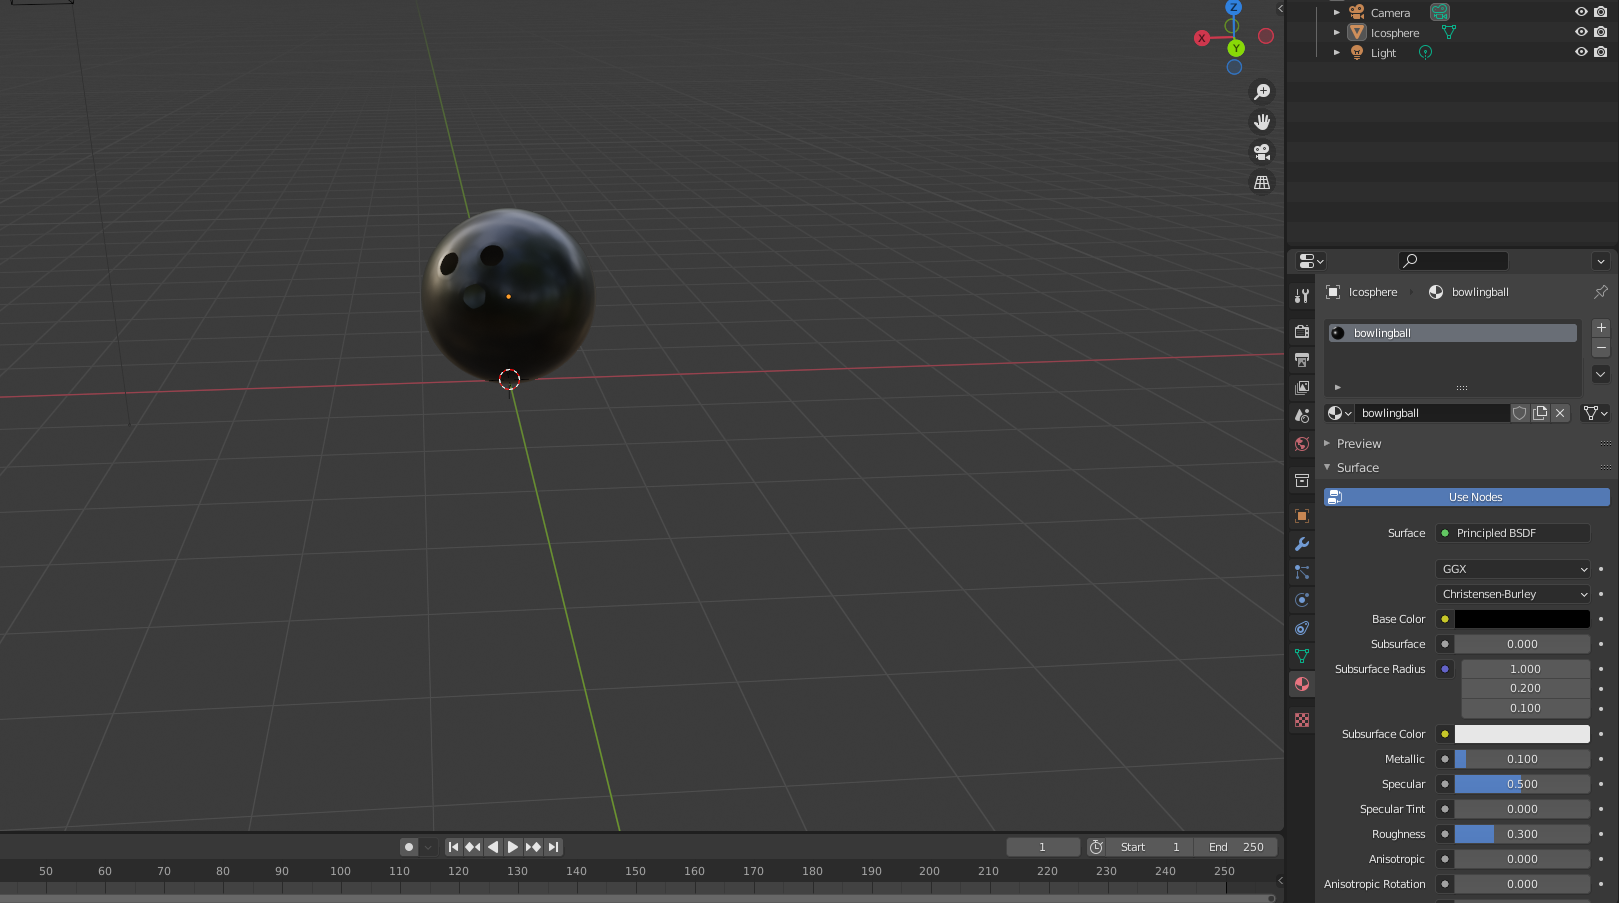 Z
Camera
X
Icosphere
Y
Light
Icosphere
bowlingball
bowlingball
bowlingball
Preview
Surface
Use Nodes
Surface
Principled BSDF
GGX
Christensen-Burley
Base Color
Subsurface
0.000
Subsurface Radius
1.000
0.200
0.100
Subsurface Color
Metallic
0.100
Specular
0.500
Specular Tint
0.000
Roughness
0.300
Anisotropic
0.000
Anisotropic Rotation
0.000
1
Start 1
End 250
50 60 70 80 90 100 110 120 130 140 150 160 170 180 190 200 210 220 230 240 250